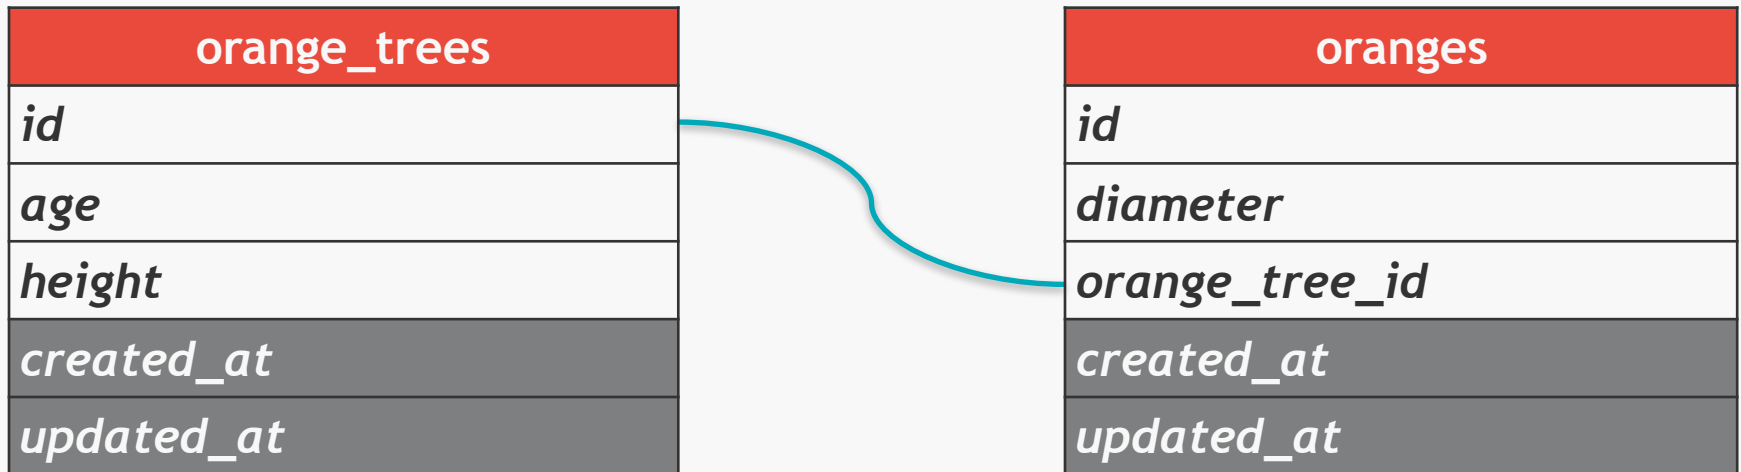 orange_trees
id
age
height
created_at
updated_at
oranges
id
diameter
orange_tree_id
created_at
updated_at